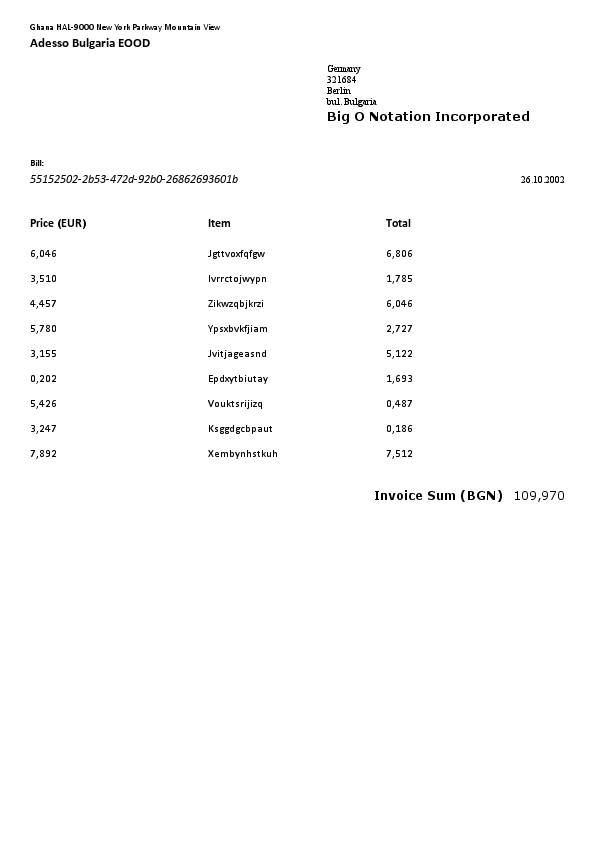 Ghana HAL-9000 New York Parkway Mountain View
Adesso Bulgaria EOOD
Germany
321684
Berlin
bul. Bulgaria
Big O Notation Incorporated
Bill:
55152502-2b53-472d-92b0-26862693601b 26.10.2002
Price (EUR) Item Total
6,046 Jgttvoxfqfgw 6,806
3,510 Ivrrctojwypn 1,785
4,457 Zikwzqbjkrzi 6,046
5,780 Ypsxbvkfjiam 2,727
3,155 Jvitjageasnd 5,122
0,202 Epdxytbiutay 1,693
5,426 Vouktsrijizq 0,487
3,247 Ksggdgcbpaut 0,186
7,892 Xembynhstkuh 7,512
Invoice Sum (BGN) 109,970